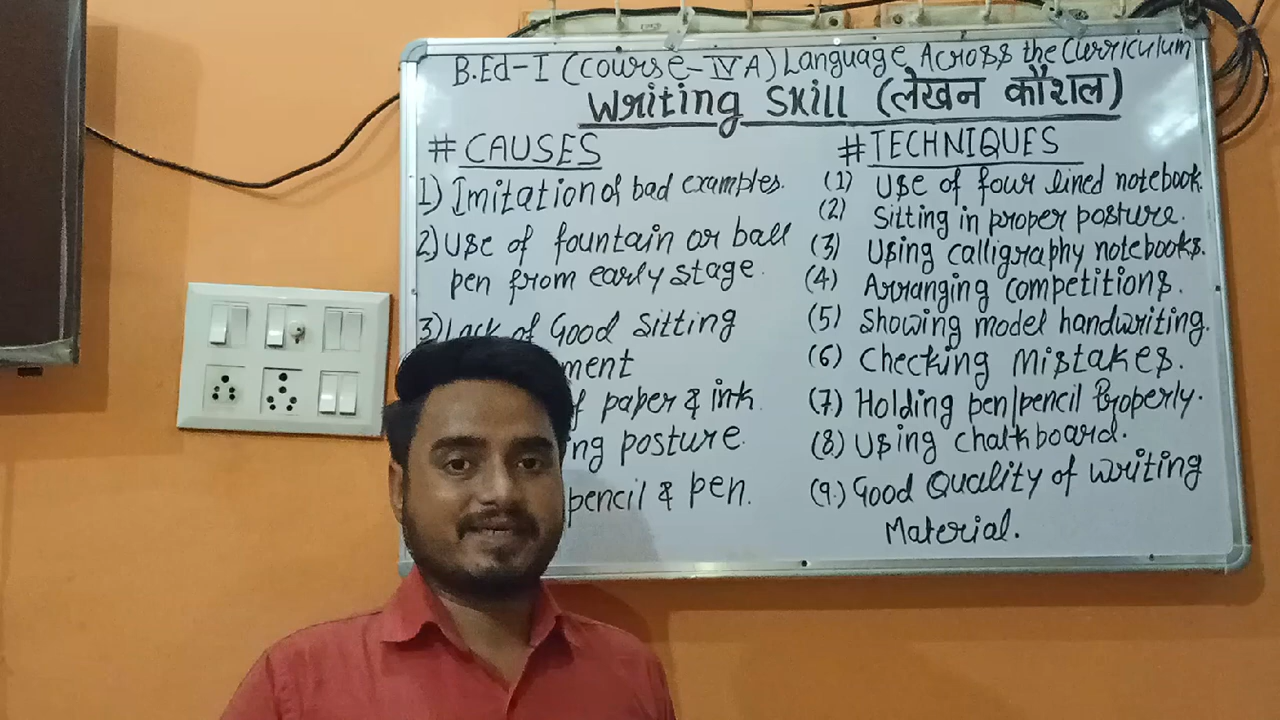 B.Ed-I (Course-IV A) Language Across the Curriculum
Writing Skill (लेखन कौशल)
# CAUSES
1) Imitation of bad examples.
2) Use of fountain or ball
pen from early stage.
3) Lack of Good Sitting
ment
of paper & ink.
ng posture.
pencil & pen.
# TECHNIQUES
(1) Use of four lined notebook.
(2) Sitting in proper posture.
(3) Using calligraphy notebooks.
(4) Arranging competitions.
(5) Showing model handwriting.
(6) Checking Mistakes.
(7) Holding pen/pencil Properly.
(8) Using Chalkboard.
(9.) Good Quality of writing
Material.